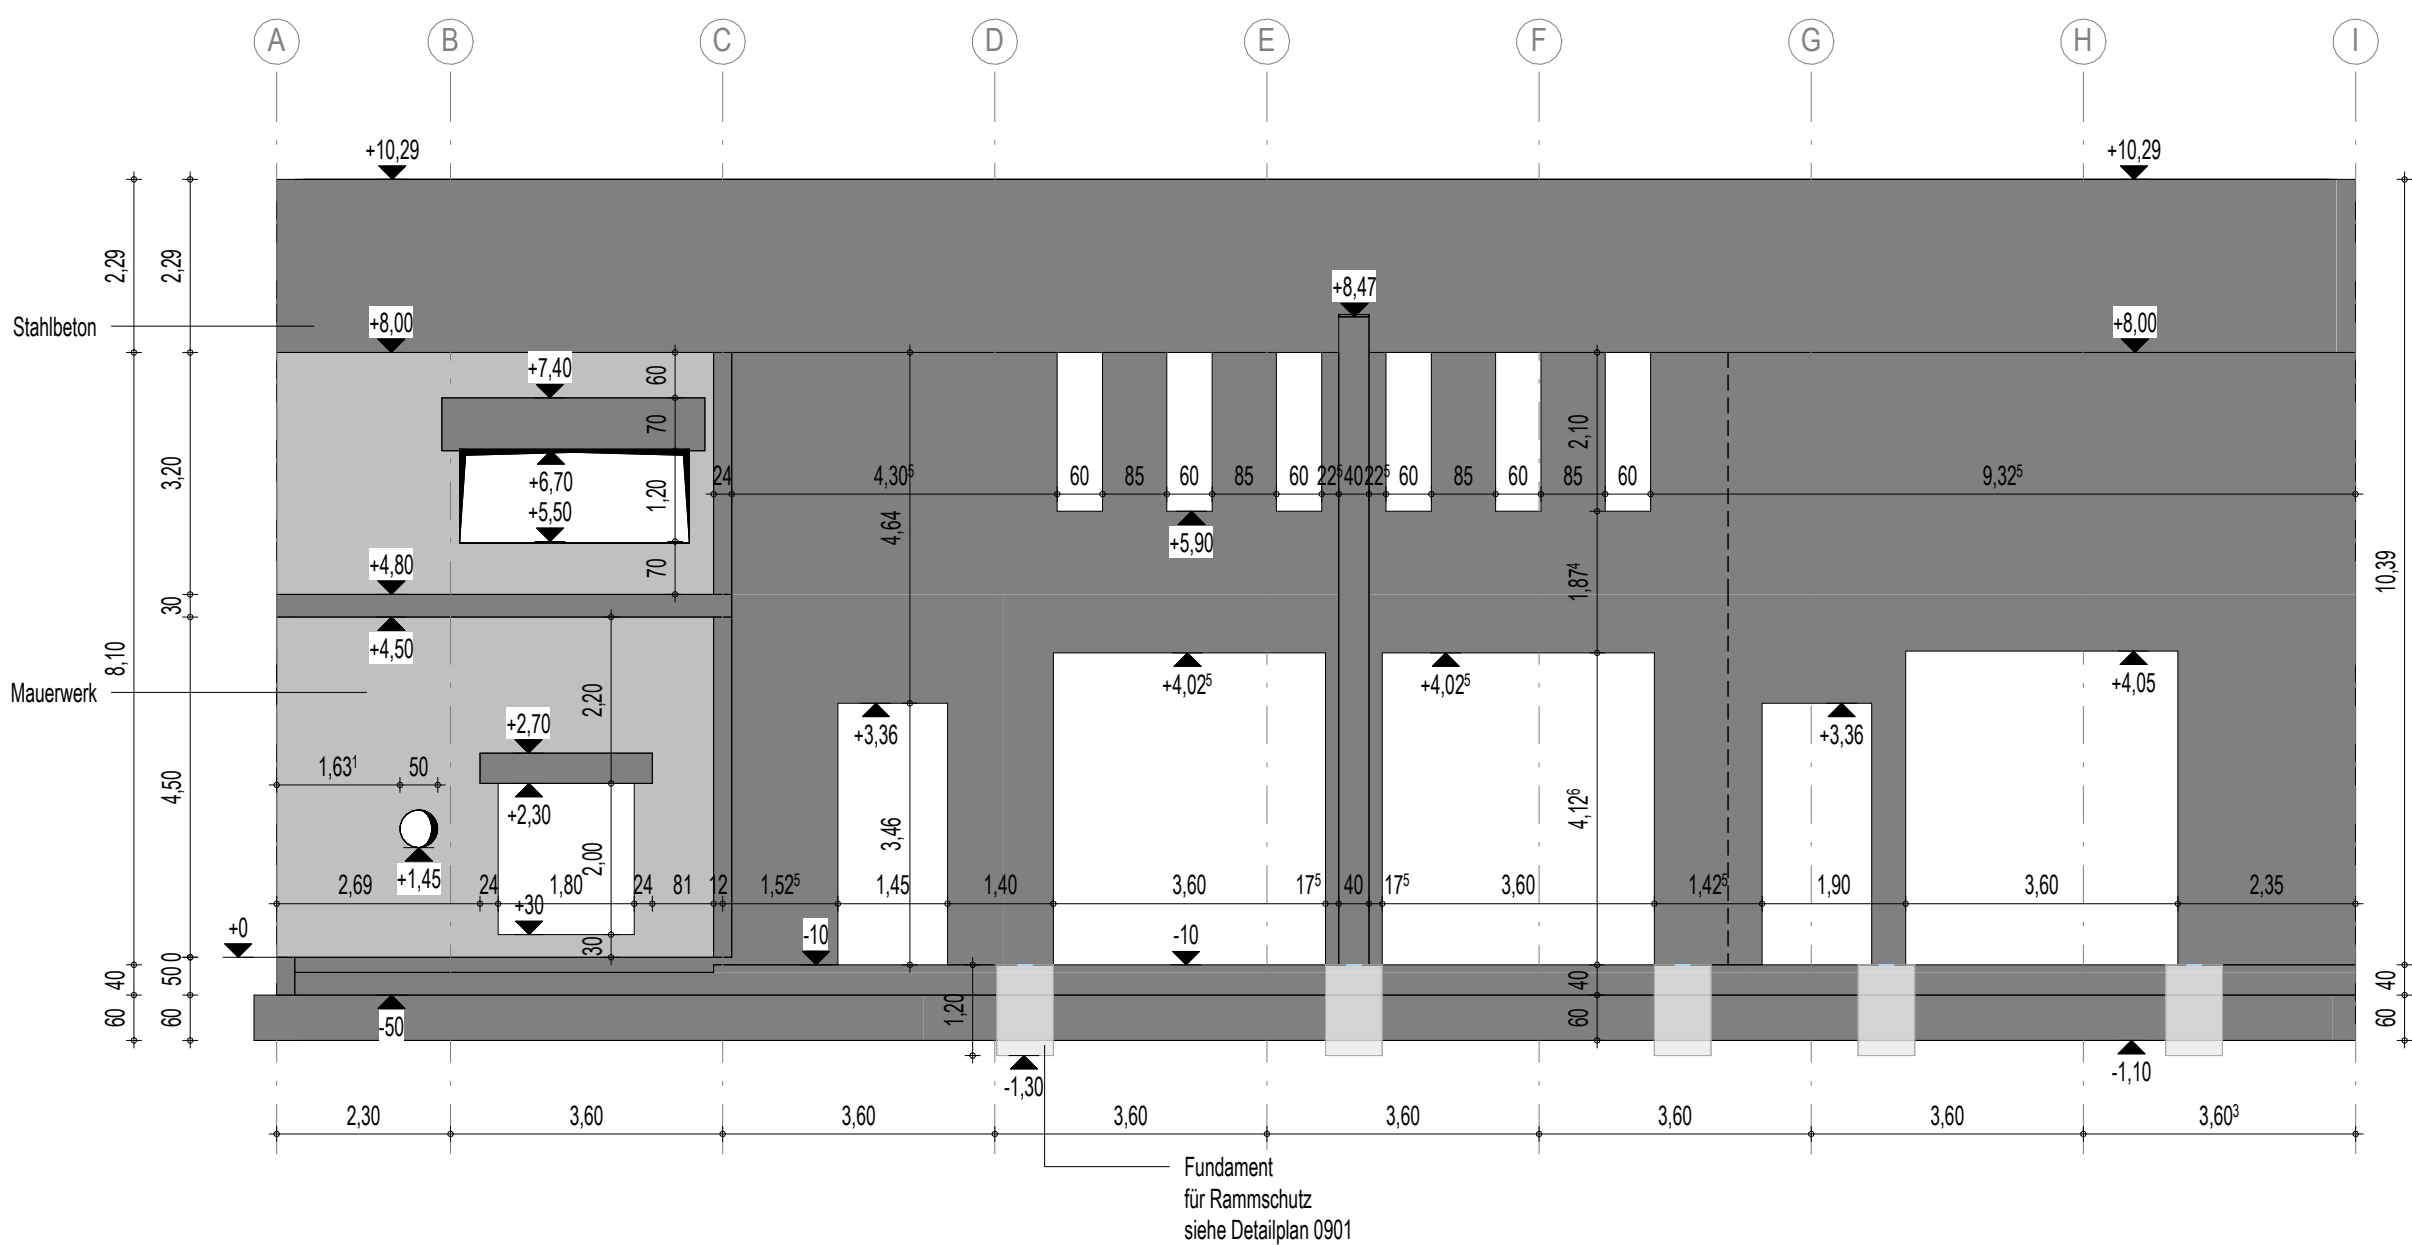 A B C D E F G H I
+10,29 +10,29
2,29 2,29
+8,47
Stahlbeton
+8,00 +8,00
+7,40 60
70 2,10
3,20 24 4,30⁵ 60 85 60 85 60 22⁵ 40 22⁵ 60 85 60 85 60 9,32⁵
+6,70
1,20
+5,50
4,64
+5,90
+4,80 70 1,87⁴ 10,39
30
+4,50
8,10
+4,02⁵ +4,02⁵ +4,05
Mauerwerk
2,20
+2,70 +3,36 +3,36
1,63¹ 50
4,50
+2,30 3,46 4,12⁶
2,00
+1,45
2,69 24 1,80 24 81 12 1,52⁵ 1,45 1,40 3,60 17⁵ 40 17⁵ 3,60 1,42⁵ 1,90 3,60 2,35
+30
+0 -10 -10
30
40 50 0 40 40
1,20
60 60 -50 60 60
-1,30 -1,10
2,30 3,60 3,60 3,60 3,60 3,60 3,60 3,60³
Fundament
für Rammschutz
siehe Detailplan 0901